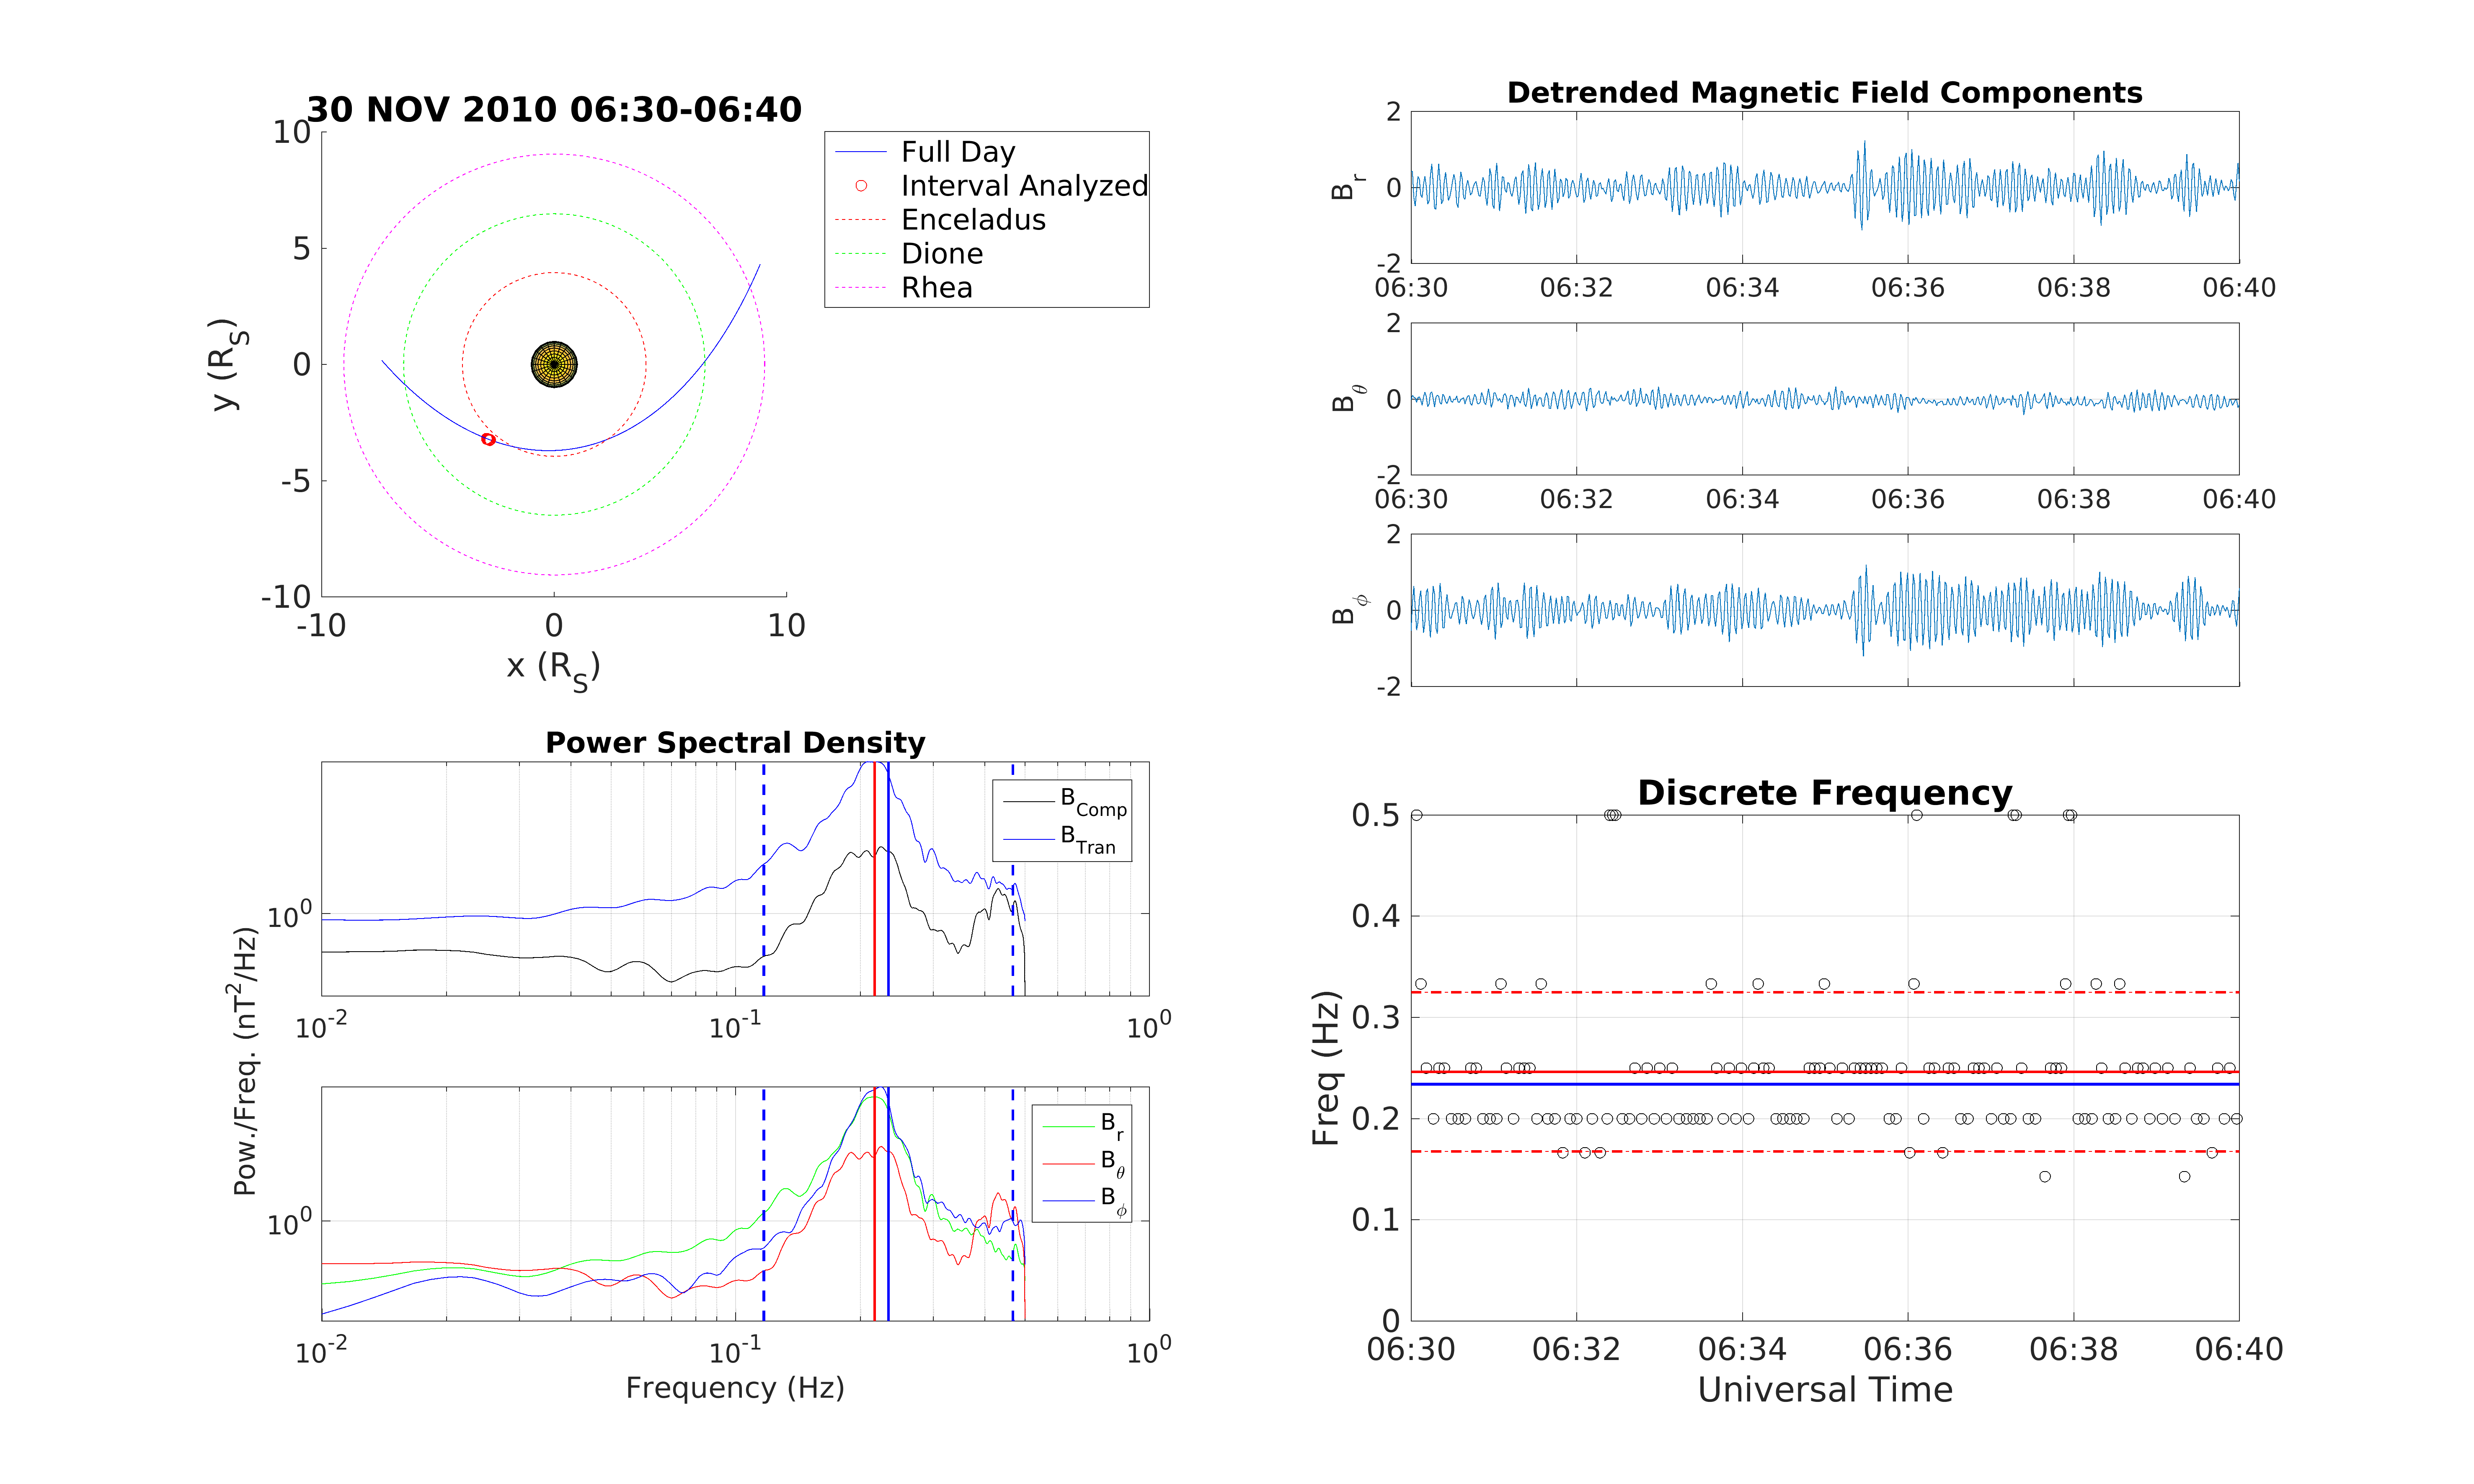 30 NOV 2010 06:30-06:40
10
5
0
-5
-10
-10 0 10
y (R_S)
x (R_S)
Full Day
Interval Analyzed
Enceladus
Dione
Rhea
Detrended Magnetic Field Components
2
0
-2
B_r
06:30 06:32 06:34 06:36 06:38 06:40
2
0
-2
B_θ
06:30 06:32 06:34 06:36 06:38 06:40
2
0
-2
B_ϕ
Power Spectral Density
10^0
B_Comp
B_Tran
10^-2 10^-1 10^0
Pow./Freq. (nT^2/Hz)
10^0
B_r
B_θ
B_ϕ
10^-2 10^-1 10^0
Frequency (Hz)
Discrete Frequency
0.5
0.4
0.3
0.2
0.1
0
Freq (Hz)
06:30 06:32 06:34 06:36 06:38 06:40
Universal Time